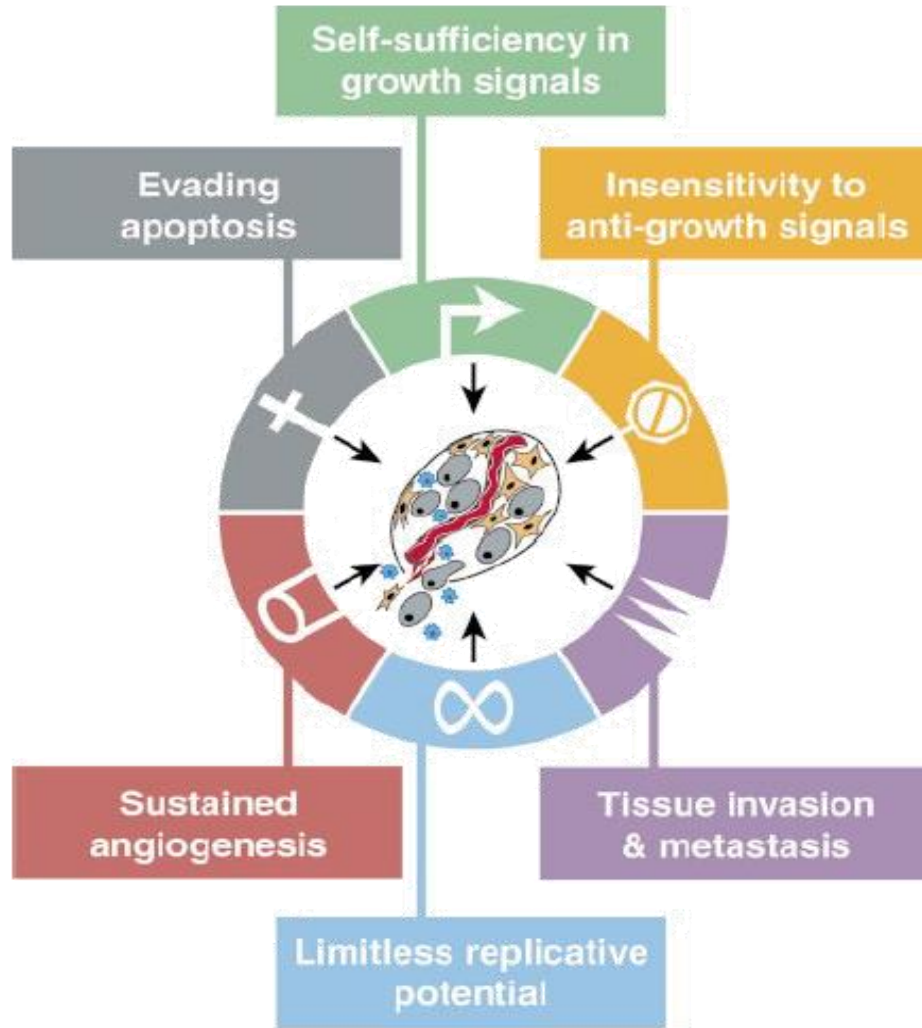 Self-sufficiency in
growth signals
Evading
apoptosis
Insensitivity to
anti-growth signals
Sustained
angiogenesis
Tissue invasion
& metastasis
Limitless replicative
potential